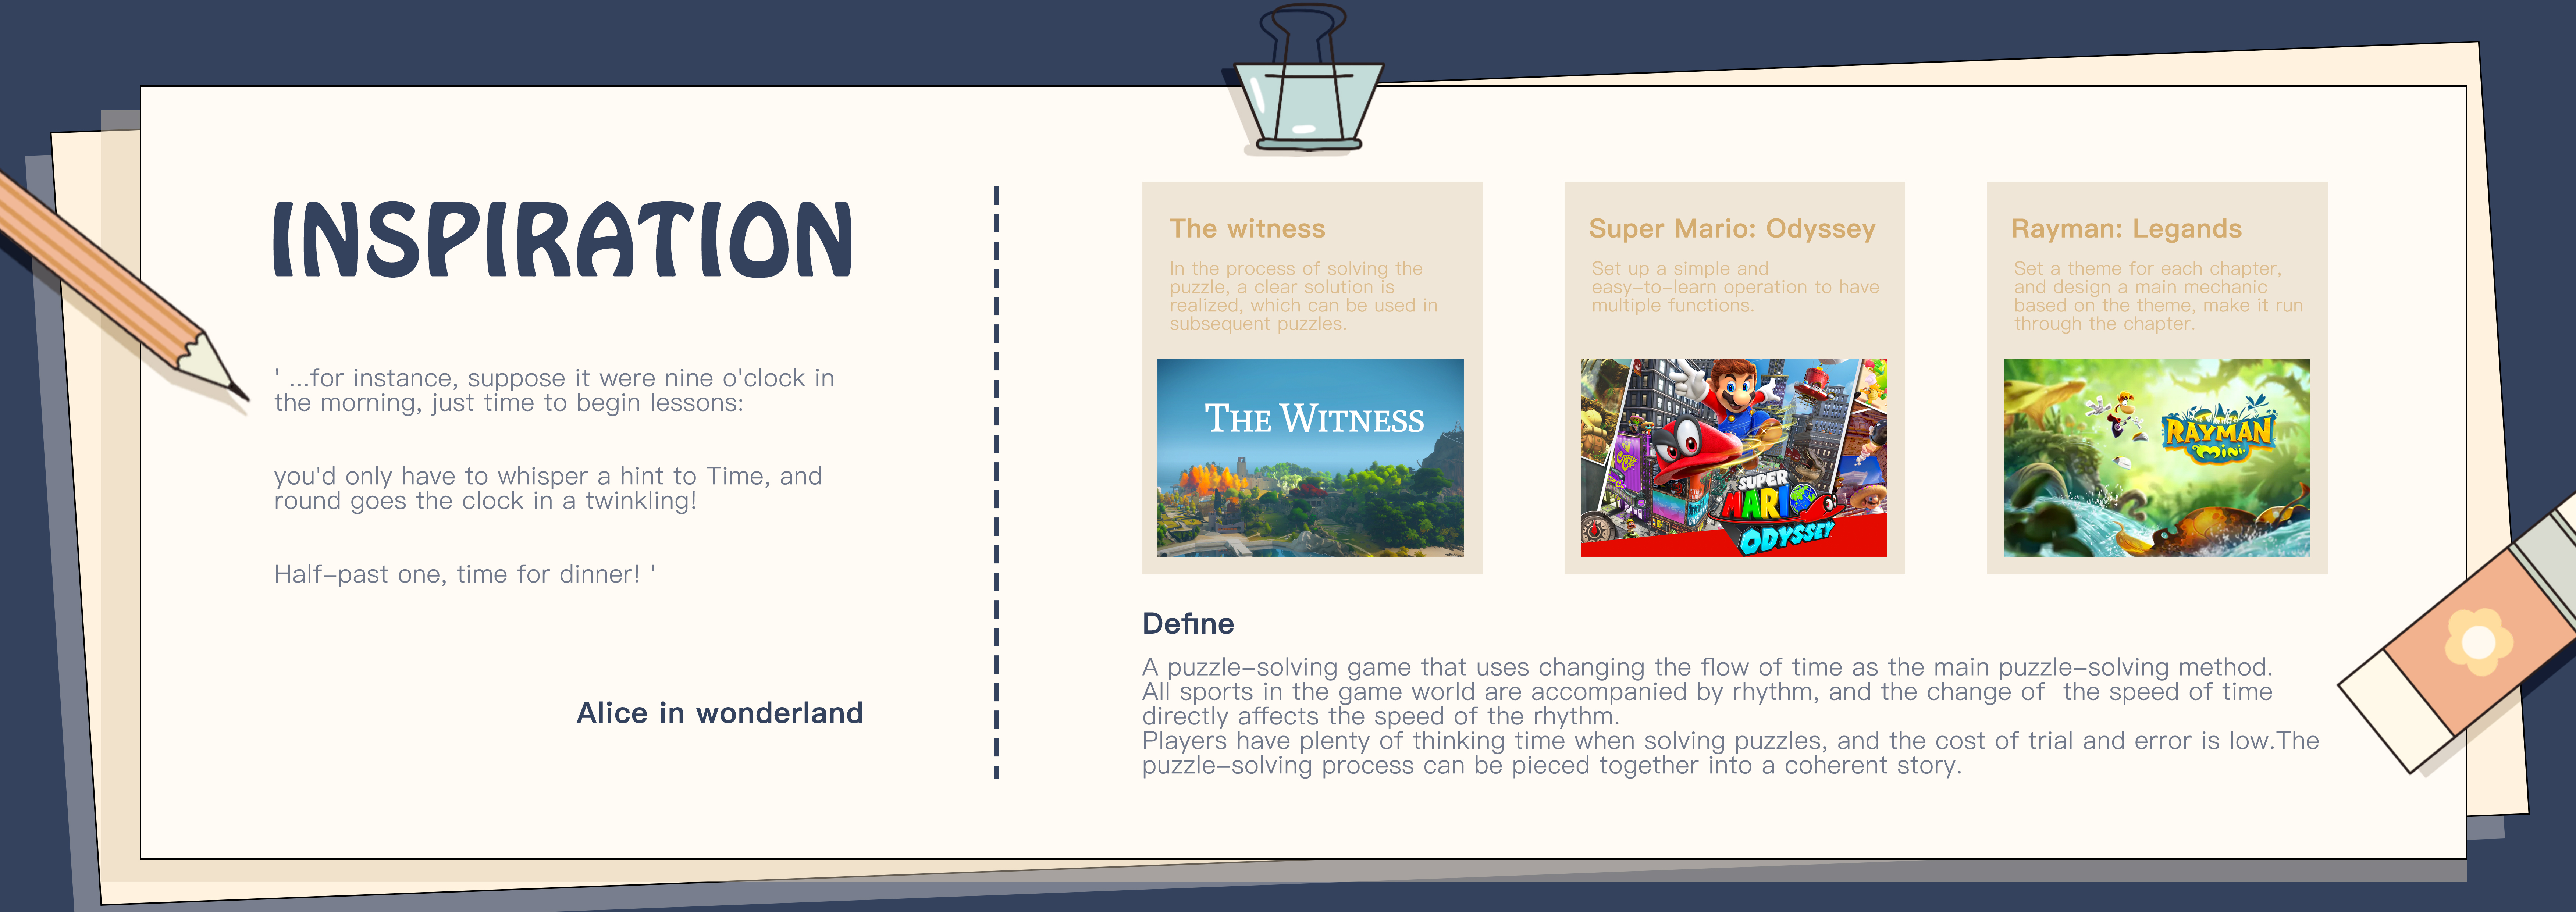 INSPIRATION
' ...for instance, suppose it were nine o'clock in
the morning, just time to begin lessons:
you'd only have to whisper a hint to Time, and
round goes the clock in a twinkling!
Half-past one, time for dinner! '
Alice in wonderland
The witness
In the process of solving the
puzzle, a clear solution is
realized, which can be used in
subsequent puzzles.
THE WITNESS
Super Mario: Odyssey
Set up a simple and
easy-to-learn operation to have
multiple functions.
SUPER
MARIO
ODYSSEY
Rayman: Legands
Set a theme for each chapter,
and design a main mechanic
based on the theme, make it run
through the chapter.
RAYMAN
Mini
Define
A puzzle-solving game that uses changing the flow of time as the main puzzle-solving method.
All sports in the game world are accompanied by rhythm, and the change of  the speed of time
directly affects the speed of the rhythm.
Players have plenty of thinking time when solving puzzles, and the cost of trial and error is low.The
puzzle-solving process can be pieced together into a coherent story.